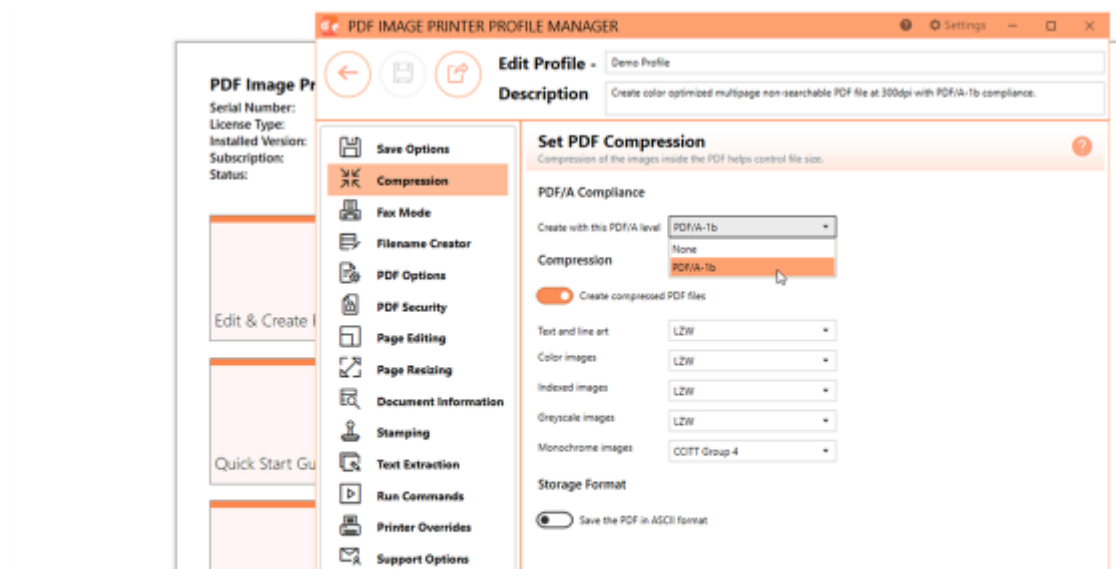 PDF IMAGE PRINTER PROFILE MANAGER
Settings
Edit Profile - Demo Profile
Description Create color optimized multipage non-searchable PDF file at 300dpi with PDF/A-1b compliance.
PDF Image Pr
Serial Number:
License Type:
Installed Version:
Subscription:
Status:
Edit & Create
Quick Start Gu
Save Options
Compression
Fax Mode
Filename Creator
PDF Options
PDF Security
Page Editing
Page Resizing
Document Information
Stamping
Text Extraction
Run Commands
Printer Overrides
Support Options
Set PDF Compression
Compression of the images inside the PDF helps control file size.
PDF/A Compliance
Create with this PDF/A level PDF/A-1b
None
PDF/A-1b
Compression
Create compressed PDF files
Text and line art LZW
Color images LZW
Indexed images LZW
Greyscale images LZW
Monochrome images CCITT Group 4
Storage Format
Save the PDF in ASCII format